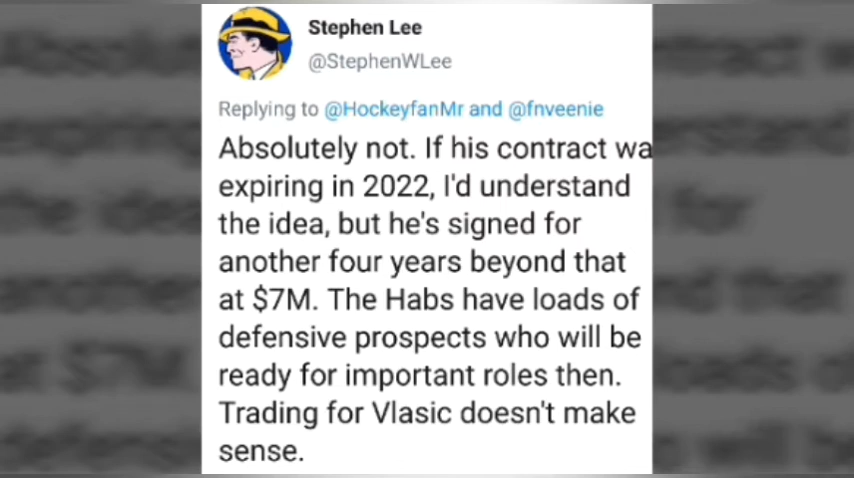 Stephen Lee
@StephenWLee
Replying to @HockeyfanMr and @fnveenie
Absolutely not. If his contract wa
expiring in 2022, I'd understand
the idea, but he's signed for
another four years beyond that
at $7M. The Habs have loads of
defensive prospects who will be
ready for important roles then.
Trading for Vlasic doesn't make
sense.